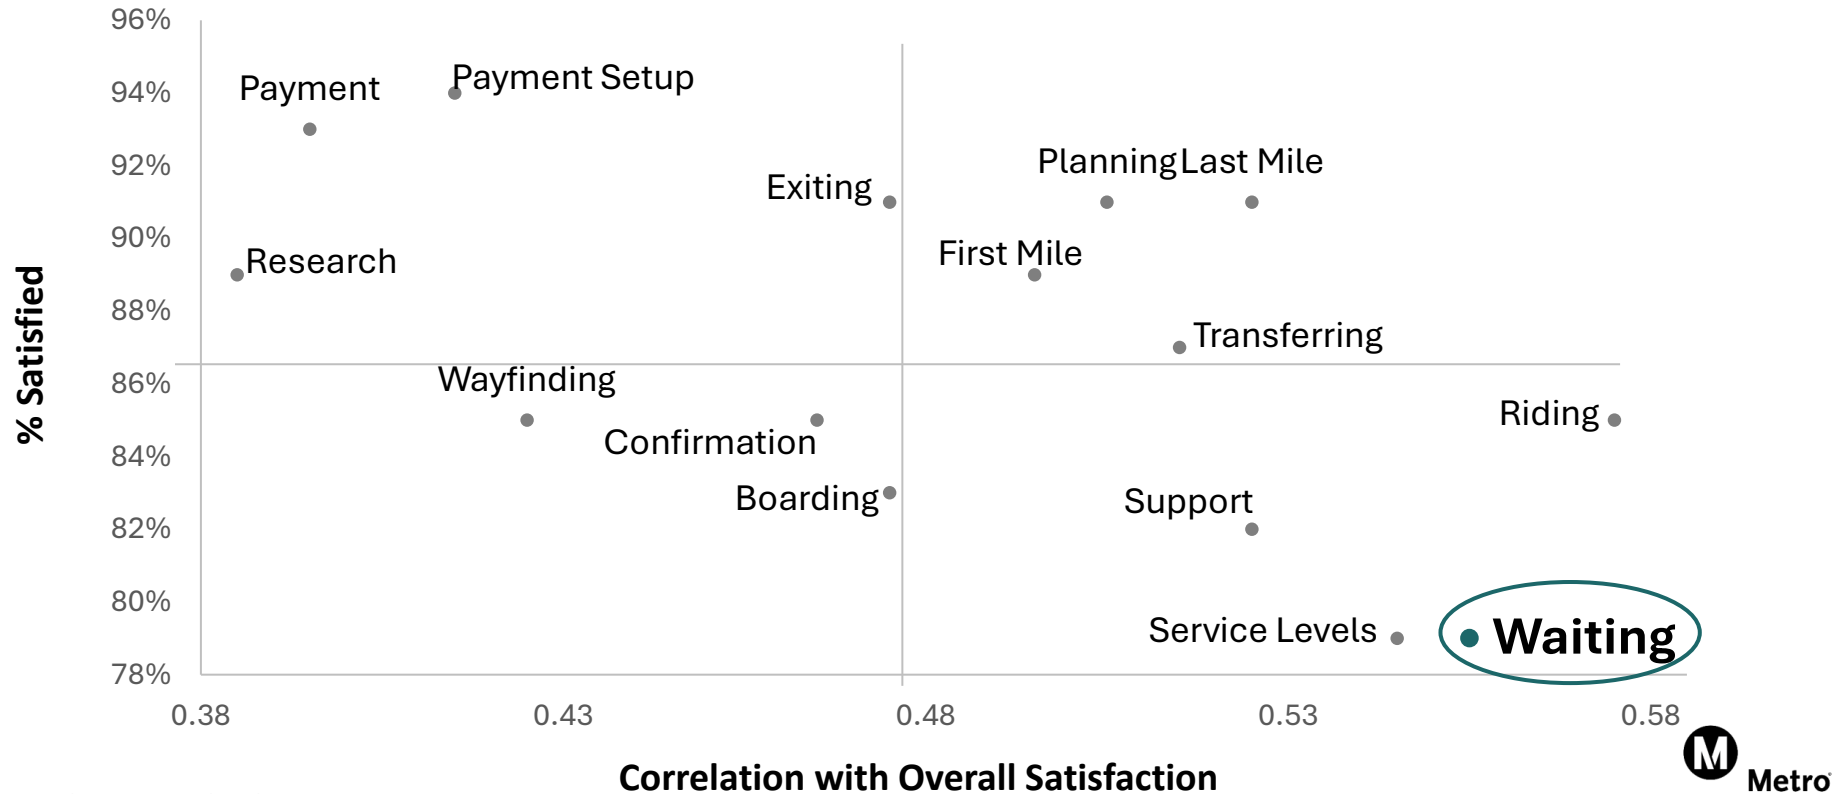 96%
Payment Setup
Payment
94%
Planning
Last Mile
92%
Exiting
90%
First Mile
Research
88%
Transferring
86%
Wayfinding
Riding
Confirmation
84%
Boarding
Support
82%
80%
Service Levels
Waiting
78%
0.38
0.43
0.48
0.53
0.58
% Satisfied
Correlation with Overall Satisfaction
M
Metro